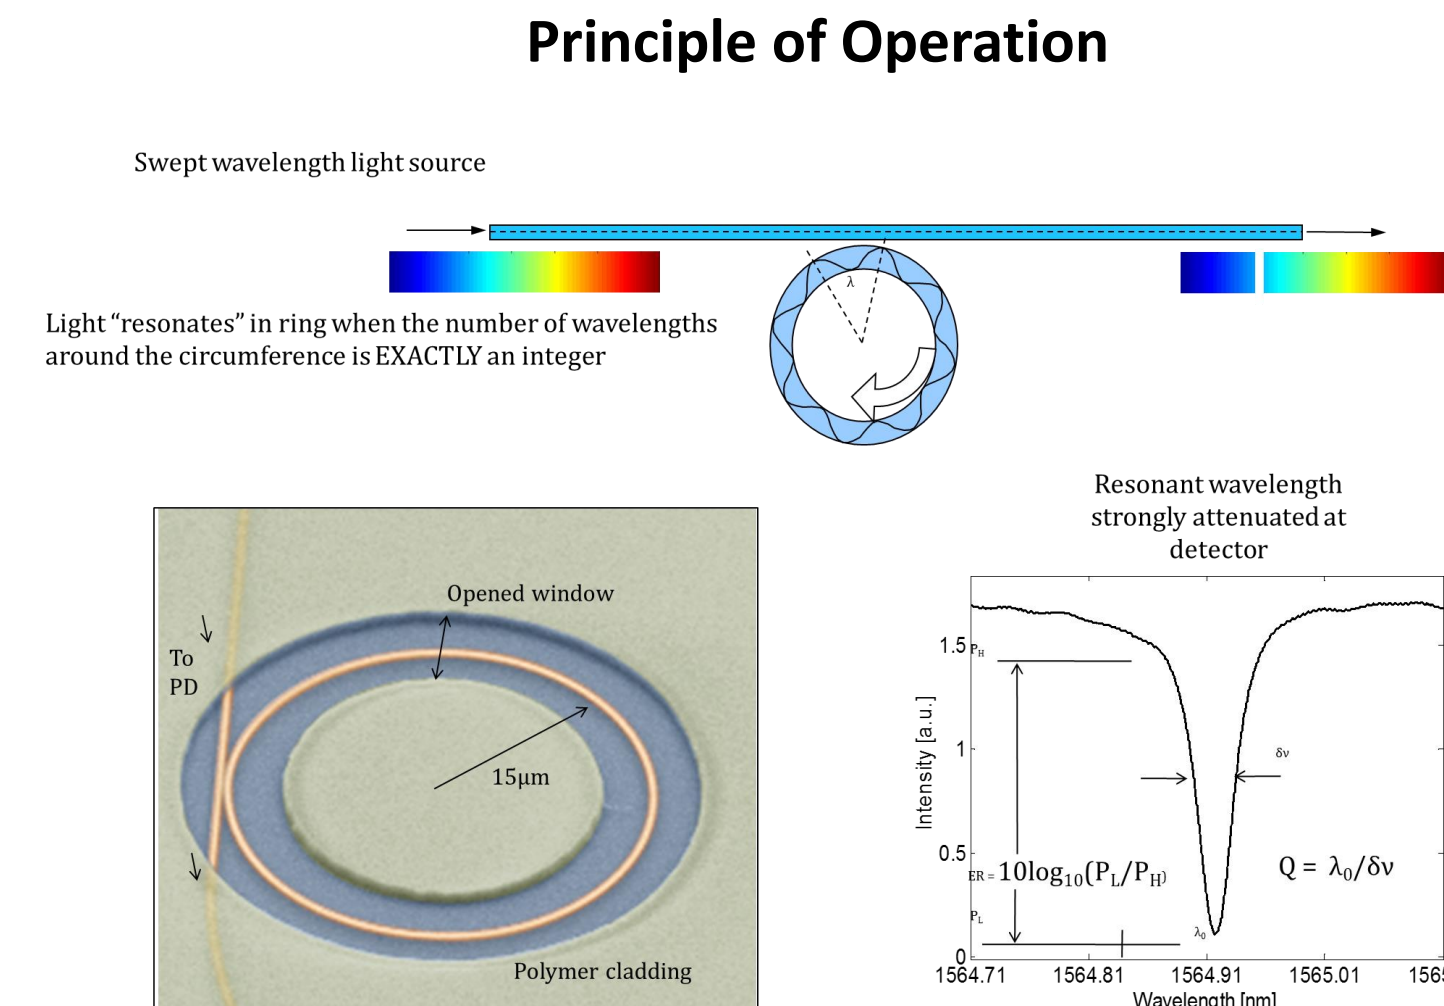 Principle of Operation
Swept wavelength light source
λ
Light “resonates” in ring when the number of wavelengths
around the circumference is EXACTLY an integer
Resonant wavelength
strongly attenuated at
detector
Opened window
To
PD
15μm
Polymer cladding
Intensity [a.u.]
1.5
1
0.5
0
P_H
δν
ER = 10log₁₀(P_L/P_H)
Q = λ₀/δν
P_L
λ₀
1564.71 1564.81 1564.91 1565.01
Wavelength [nm]